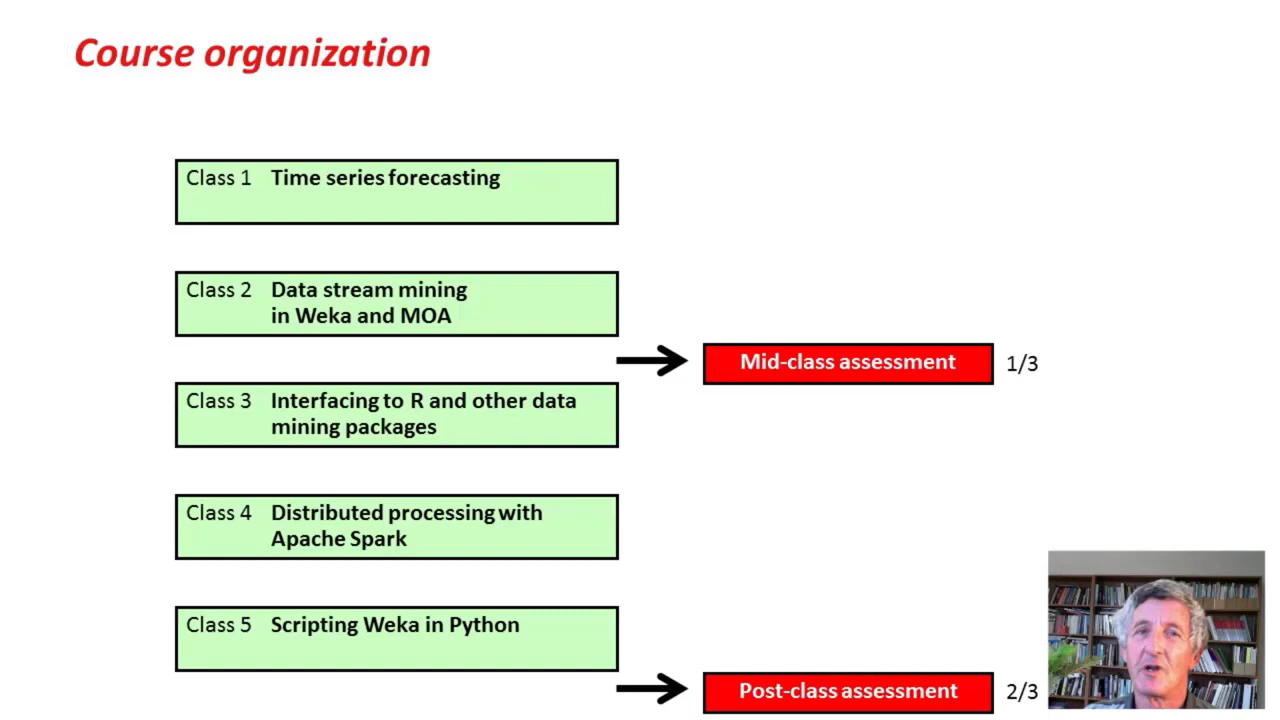 Course organization
Class 1 Time series forecasting
Class 2 Data stream mining
in Weka and MOA
Mid-class assessment 1/3
Class 3 Interfacing to R and other data
mining packages
Class 4 Distributed processing with
Apache Spark
Class 5 Scripting Weka in Python
Post-class assessment 2/3